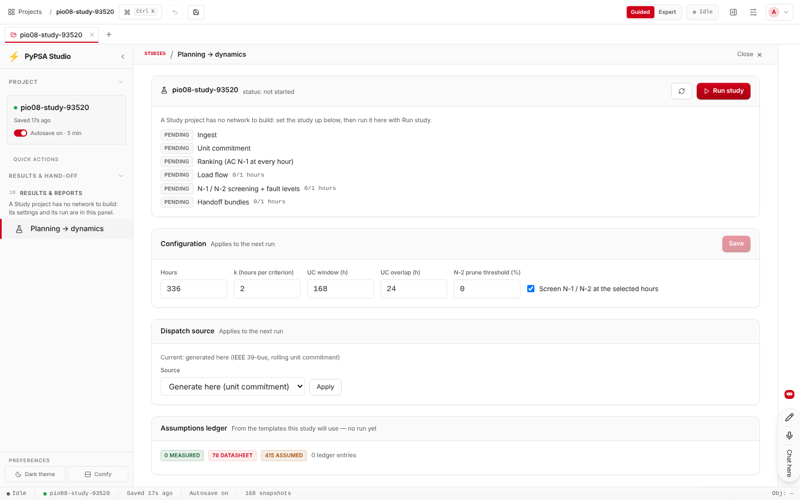 Projects / pio08-study-93520 ⌘ Ctrl K Guided Expert Idle A
pio08-study-93520 × +
PyPSA Studio
STUDIES / Planning → dynamics Close ×
PROJECT
pio08-study-93520
Saved 17s ago
Autosave on · 5 min
QUICK ACTIONS
RESULTS & HAND-OFF
RESULTS & REPORTS
A Study project has no network to build:
its settings and its run are in this panel.
Planning → dynamics
PREFERENCES
Dark theme Comfy
pio08-study-93520 status: not started Run study
A Study project has no network to build: set the study up below, then run it here with Run study.
PENDING Ingest
PENDING Unit commitment
PENDING Ranking (AC N-1 at every hour)
PENDING Load flow 0/1 hours
PENDING N-1 / N-2 screening + fault levels 0/1 hours
PENDING Handoff bundles 0/1 hours
Configuration Applies to the next run Save
Hours k (hours per criterion) UC window (h) UC overlap (h) N-2 prune threshold (%)
336 2 168 24 0 Screen N-1 / N-2 at the selected hours
Dispatch source Applies to the next run
Current: generated here (IEEE 39-bus, rolling unit commitment)
Source
Generate here (unit commitment) Apply
Assumptions ledger From the templates this study will use — no run yet
0 MEASURED 78 DATASHEET 415 ASSUMED 0 ledger entries
Chat here
Idle pio08-study-93520 Saved 17s ago Autosave on 168 snapshots Obj: —